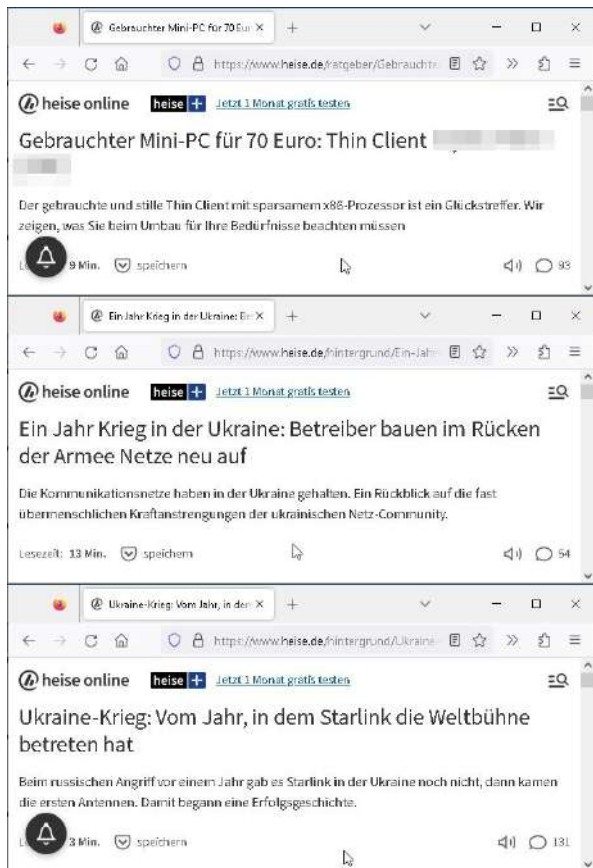 Gebrauchter Mini-PC für 70 Eur
https://www.heise.de/ratgeber/Gebrauchte
heise online heise + Jetzt 1 Monat gratis testen
Gebrauchter Mini-PC für 70 Euro: Thin Client
Der gebrauchte und stille Thin Client mit sparsamem x86-Prozessor ist ein Glückstreffer. Wir
zeigen, was Sie beim Umbau für Ihre Bedürfnisse beachten müssen
9 Min. speichern 93
Ein Jahr Krieg in der Ukraine: Be
https://www.heise.de/hintergrund/Ein-Jahr
heise online heise + Jetzt 1 Monat gratis testen
Ein Jahr Krieg in der Ukraine: Betreiber bauen im Rücken
der Armee Netze neu auf
Die Kommunikationsnetze haben in der Ukraine gehalten. Ein Rückblick auf die fast
übermenschlichen Kraftanstrengungen der ukrainischen Netz-Community.
Lesezeit: 13 Min. speichern 54
Ukraine-Krieg: Vom Jahr, in den
https://www.heise.de/hintergrund/Ukraine
heise online heise + Jetzt 1 Monat gratis testen
Ukraine-Krieg: Vom Jahr, in dem Starlink die Weltbühne
betreten hat
Beim russischen Angriff vor einem Jahr gab es Starlink in der Ukraine noch nicht, dann kamen
die ersten Antennen. Damit begann eine Erfolgsgeschichte.
3 Min. speichern 131